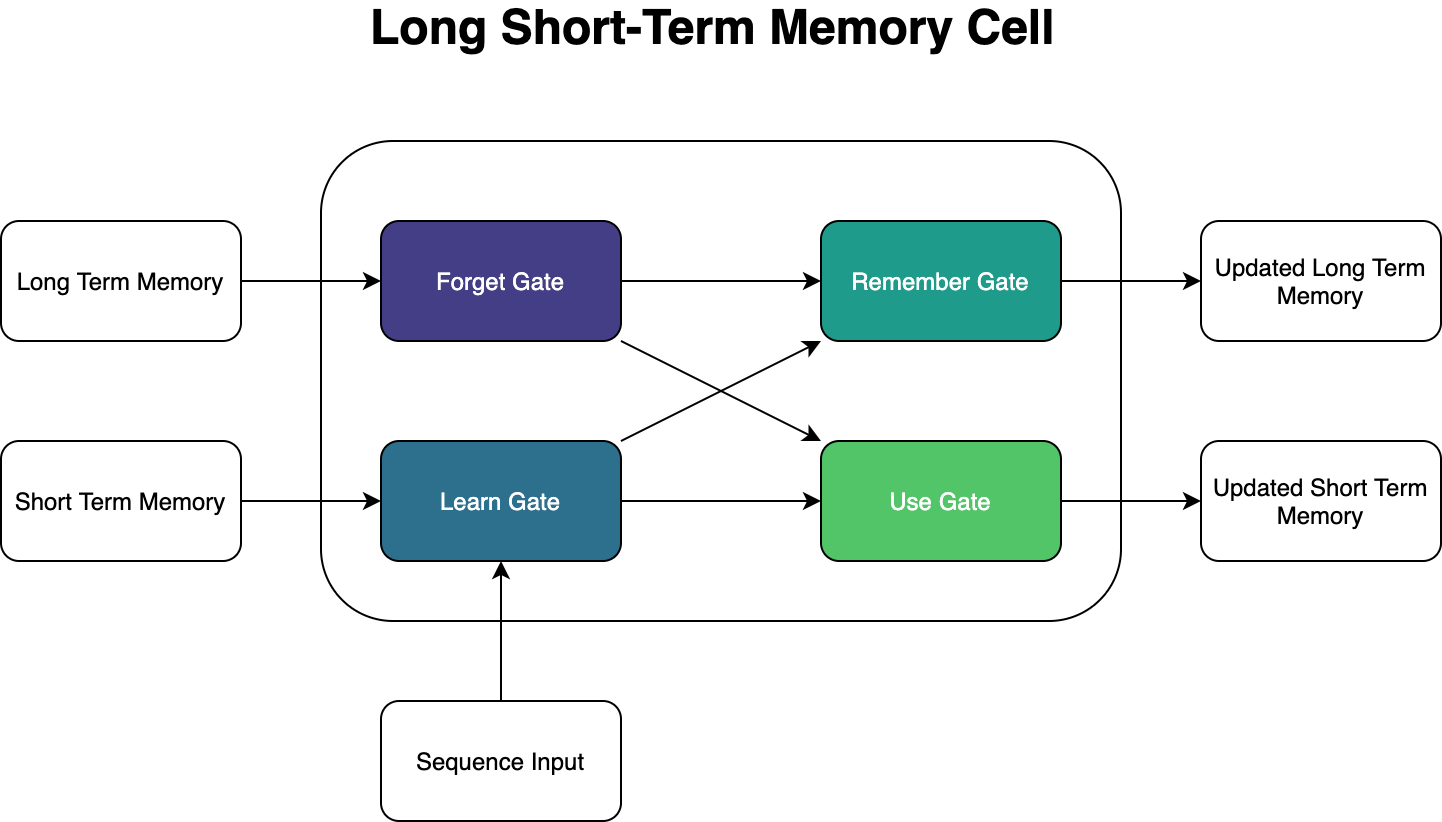 Long Short-Term Memory Cell
Long Term Memory
Forget Gate
Remember Gate
Updated Long Term
Memory
Short Term Memory
Learn Gate
Use Gate
Updated Short Term
Memory
Sequence Input